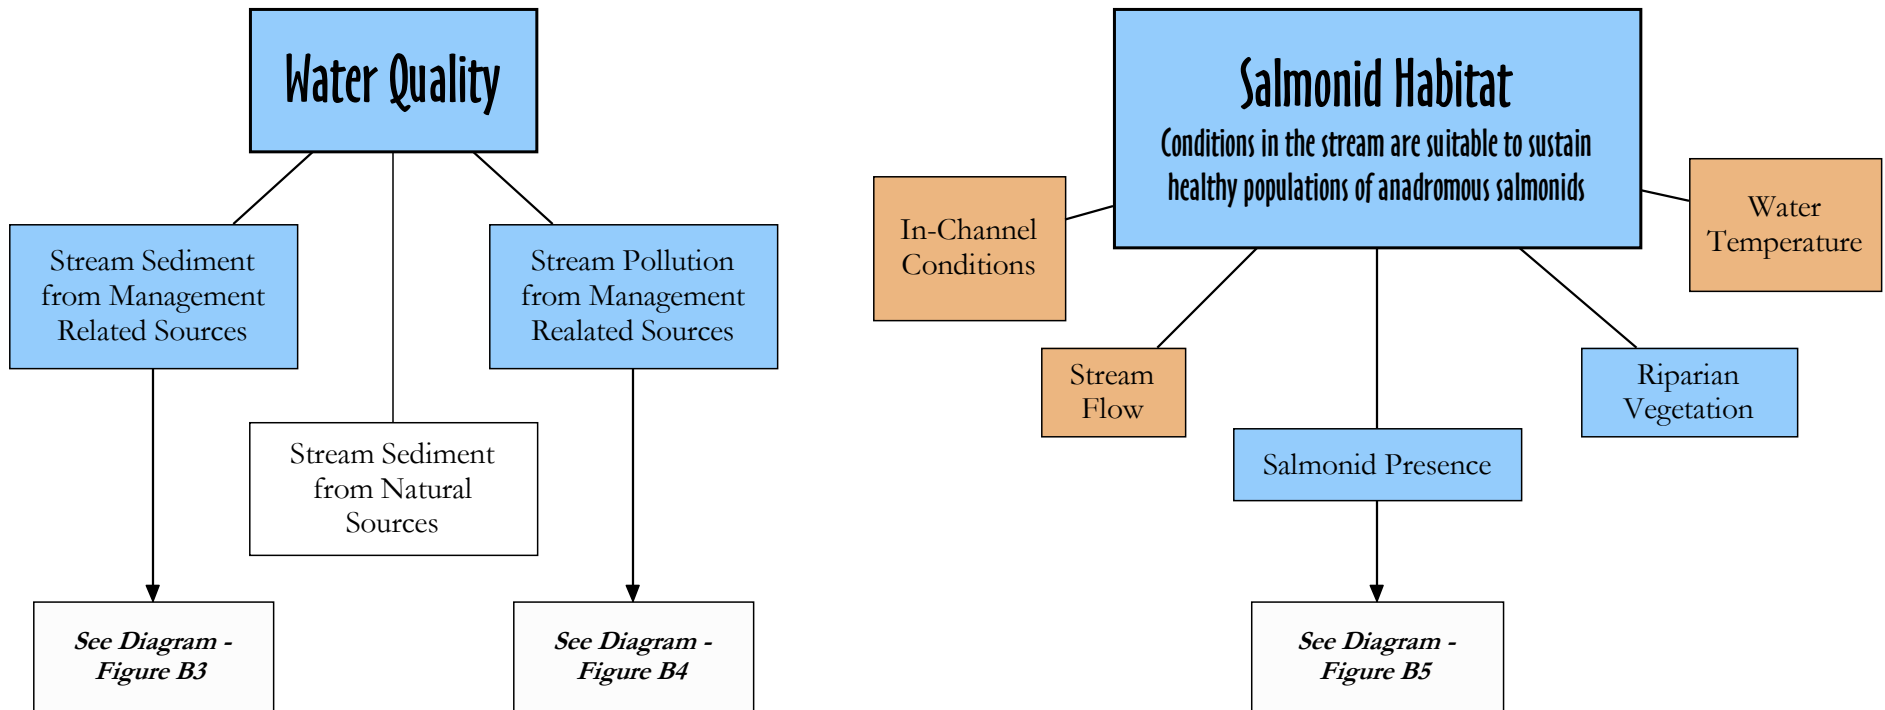 Water Quality
Stream Sediment
from Management
Related Sources
Stream Pollution
from Management
Realated Sources
Stream Sediment
from Natural
Sources
See Diagram -
Figure B3
See Diagram -
Figure B4
Salmonid Habitat
Conditions in the stream are suitable to sustain
healthy populations of anadromous salmonids
In-Channel
Conditions
Water
Temperature
Stream
Flow
Riparian
Vegetation
Salmonid Presence
See Diagram -
Figure B5